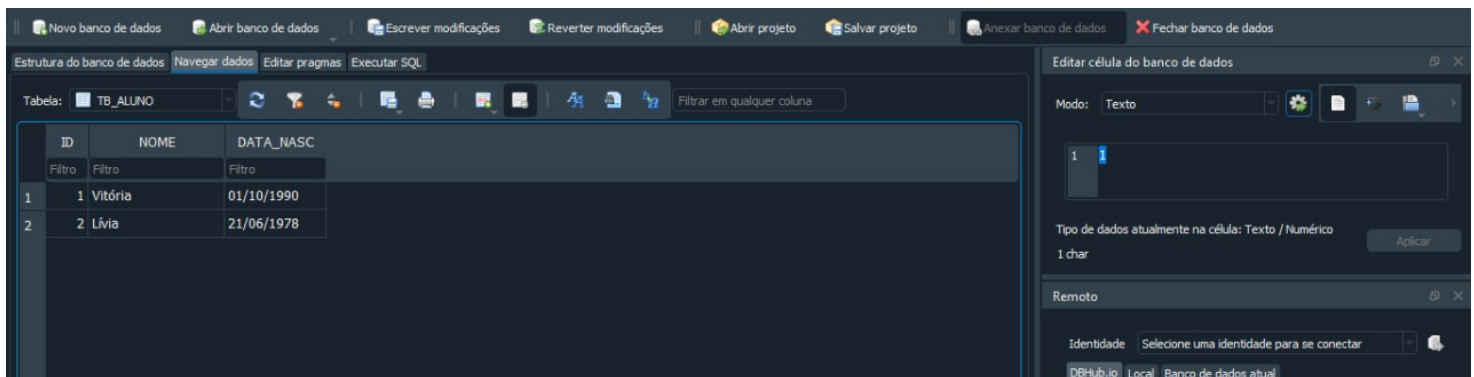 Novo banco de dados Abrir banco de dados Escrever modificações Reverter modificações Abrir projeto Salvar projeto Anexar banco de dados Fechar banco de dados
Estrutura do banco de dados Navegar dados Editar pragmas Executar SQL
Tabela: TB_ALUNO Filtrar em qualquer coluna
ID NOME DATA_NASC
Filtro Filtro Filtro
1 1 Vitória 01/10/1990
2 2 Lívia 21/06/1978
Editar célula do banco de dados
Modo: Texto
1 1
Tipo de dados atualmente na célula: Texto / Numérico
1 char
Aplicar
Remoto
Identidade Selecione uma identidade para se conectar
DBHub.io Local Banco de dados atual